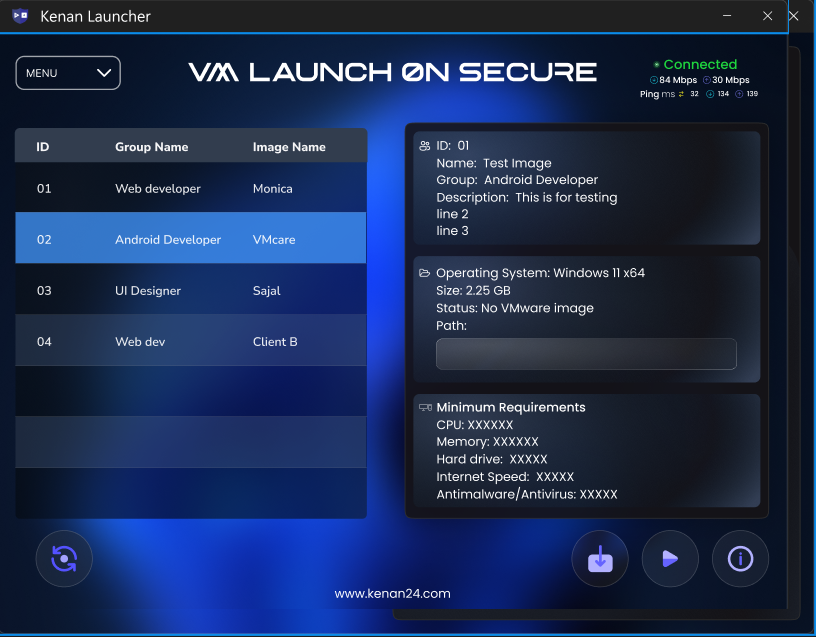 Kenan Launcher
MENU
VM LAUNCH ON SECURE
Connected
84 Mbps 30 Mbps
Ping ms 32 134 139
ID Group Name Image Name
01 Web developer Monica
02 Android Developer VMcare
03 UI Designer Sajal
04 Web dev Client B
ID: 01
Name: Test Image
Group: Android Developer
Description: This is for testing
line 2
line 3
Operating System: Windows 11 x64
Size: 2.25 GB
Status: No VMware image
Path:
Minimum Requirements
CPU: XXXXXX
Memory: XXXXXX
Hard drive: XXXXX
Internet Speed: XXXXX
Antimalware/Antivirus: XXXXX
www.kenan24.com